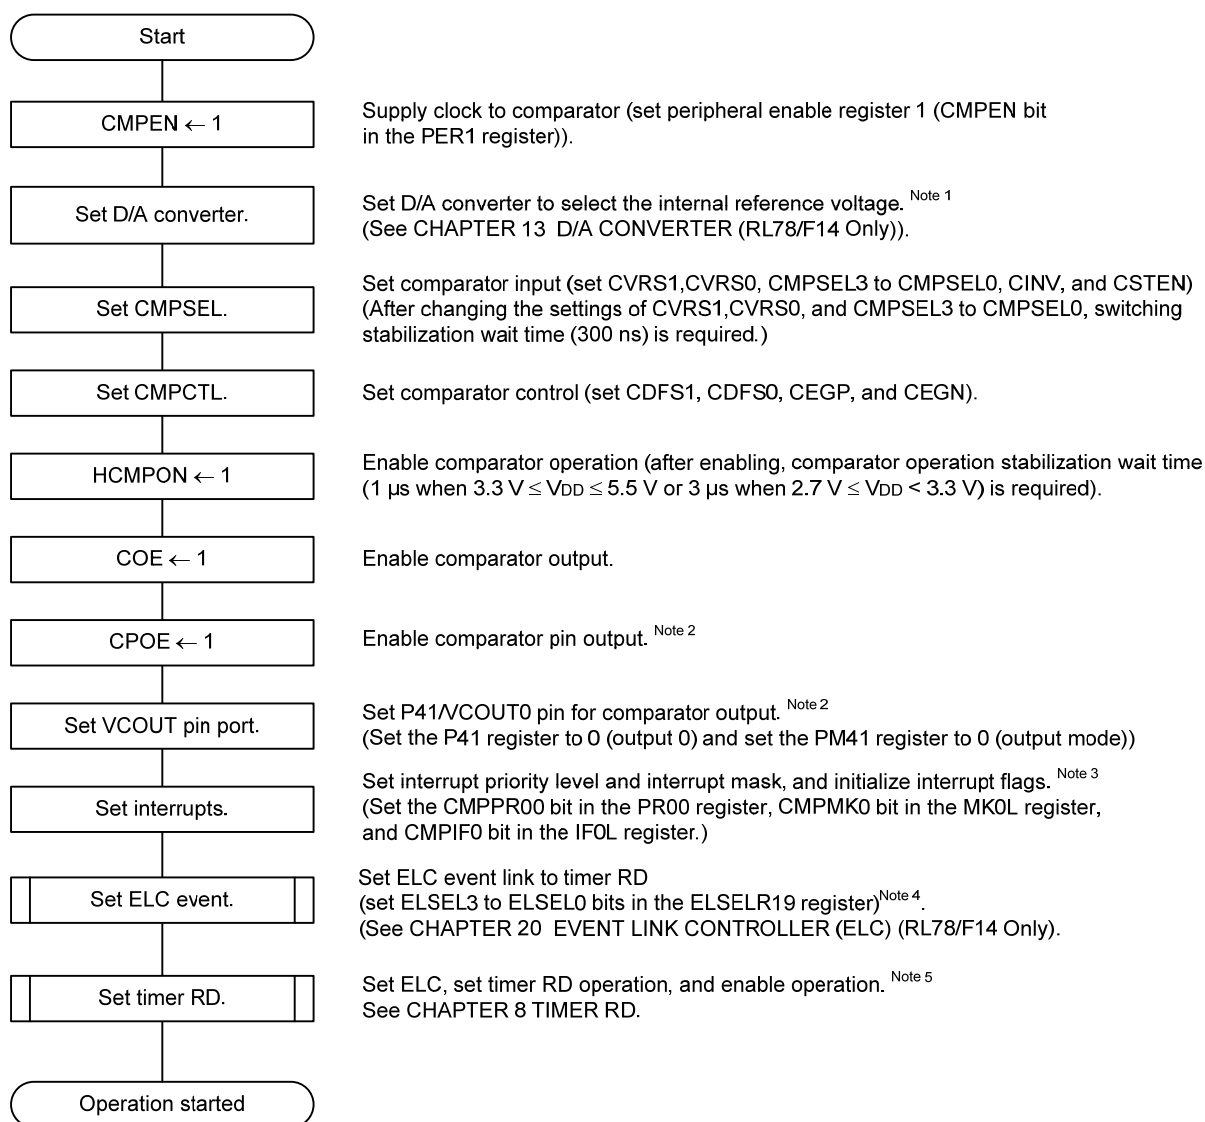 Start
CMPEN ← 1
Supply clock to comparator (set peripheral enable register 1 (CMPEN bit
in the PER1 register)).
Set D/A converter.
Set D/A converter to select the internal reference voltage. Note 1
(See CHAPTER 13 D/A CONVERTER (RL78/F14 Only)).
Set CMPSEL.
Set comparator input (set CVRS1,CVRS0, CMPSEL3 to CMPSEL0, CINV, and CSTEN)
(After changing the settings of CVRS1,CVRS0, and CMPSEL3 to CMPSEL0, switching
stabilization wait time (300 ns) is required.)
Set CMPCTL.
Set comparator control (set CDFS1, CDFS0, CEGP, and CEGN).
HCMPON ← 1
Enable comparator operation (after enabling, comparator operation stabilization wait time
(1 μs when 3.3 V ≤ VDD ≤ 5.5 V or 3 μs when 2.7 V ≤ VDD < 3.3 V) is required).
COE ← 1
Enable comparator output.
CPOE ← 1
Enable comparator pin output. Note 2
Set VCOUT pin port.
Set P41/VCOUT0 pin for comparator output. Note 2
(Set the P41 register to 0 (output 0) and set the PM41 register to 0 (output mode))
Set interrupts.
Set interrupt priority level and interrupt mask, and initialize interrupt flags. Note 3
(Set the CMPPR00 bit in the PR00 register, CMPMK0 bit in the MK0L register,
and CMPIF0 bit in the IF0L register.)
Set ELC event.
Set ELC event link to timer RD
(set ELSEL3 to ELSEL0 bits in the ELSELR19 register)Note 4.
(See CHAPTER 20 EVENT LINK CONTROLLER (ELC) (RL78/F14 Only).
Set timer RD.
Set ELC, set timer RD operation, and enable operation. Note 5
See CHAPTER 8 TIMER RD.
Operation started